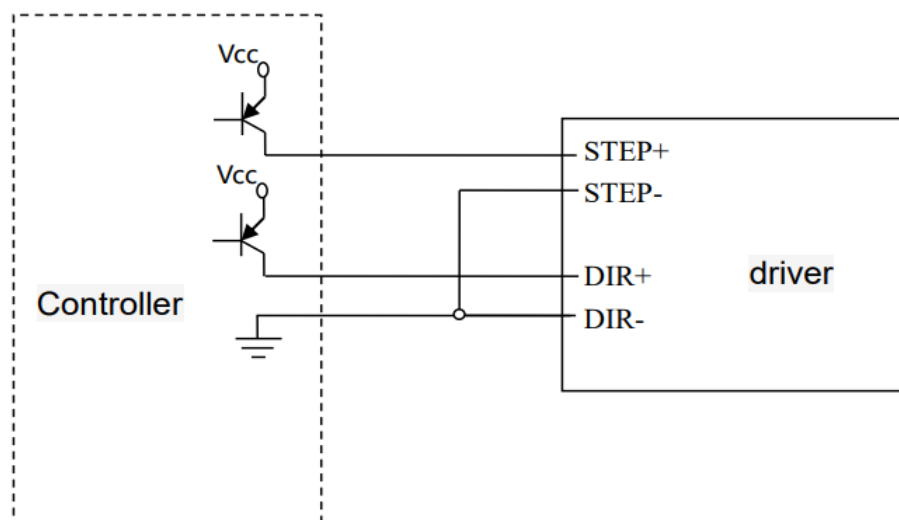 Vcc
STEP+
Vcc
STEP-
DIR+
driver
Controller
DIR-